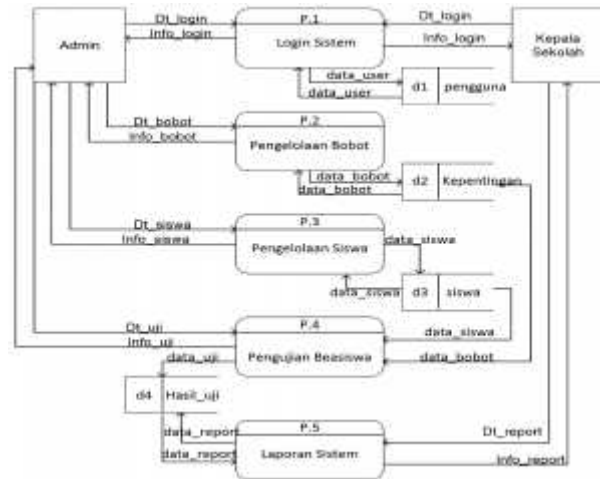 Dt_login
P.1
Dt_login
Admin
Info_login
Login Sistem
Info_login
Kepala
Sekolah
data_user
data_user
d1 pengguna
Dt_bobot
P.2
Info_bobot
Pengelolaan Bobot
data_bobot
data_bobot
d2 Kepentingan
P.3
Dt_siswa
Info_siswa
Pengelolaan Siswa
data_siswa
data_siswa
d3 siswa
Dt_uji
P.4
data_siswa
Info_uji
Pengujian Beasiswa
data_uji
data_bobot
d4 Hasil_uji
P.5
data_report
Dt_report
data_report
Laporan Sistem
Info_report